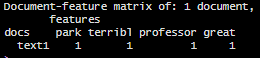 Document-feature matrix of: 1 document,
features
docs park terribl professor great
text1 1 1 1 1